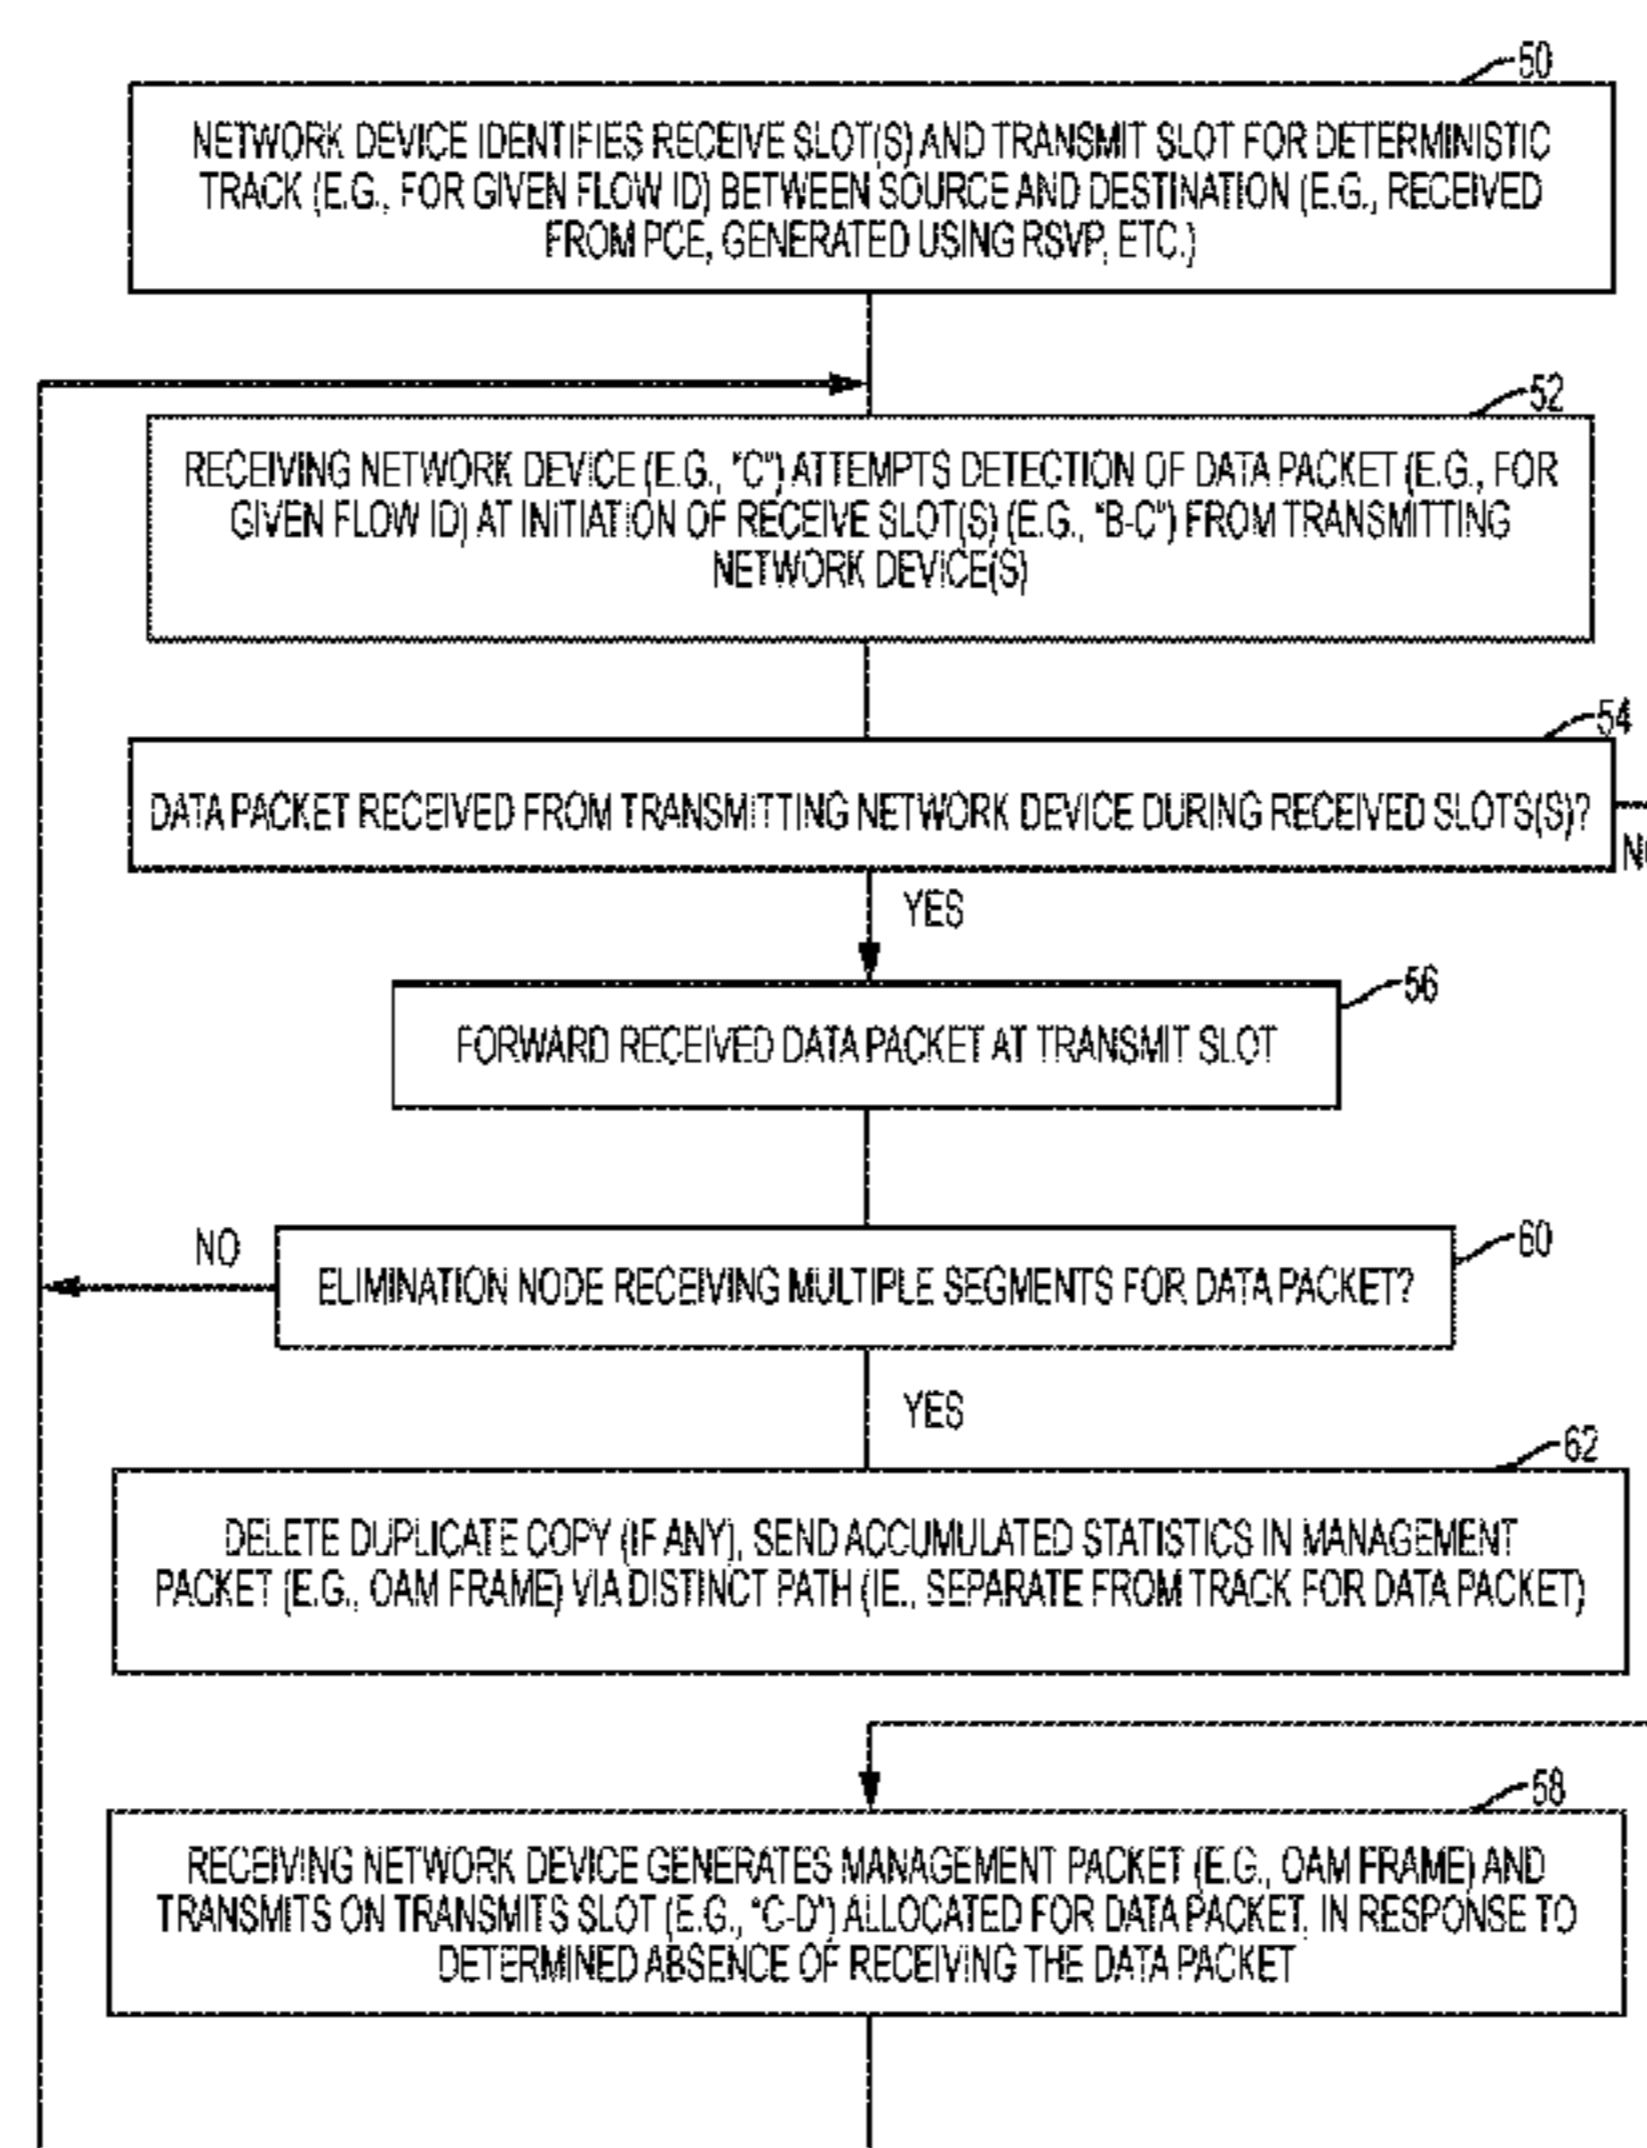 50
NETWORK DEVICE IDENTIFIES RECEIVE SLOT(S) AND TRANSMIT SLOT FOR DETERMINISTIC
TRACK (E.G., FOR GIVEN FLOW ID) BETWEEN SOURCE AND DESTINATION (E.G., RECEIVED
FROM PCE, GENERATED USING RSVP, ETC.)
52
RECEIVING NETWORK DEVICE (E.G., "C") ATTEMPTS DETECTION OF DATA PACKET (E.G., FOR
GIVEN FLOW ID) AT INITIATION OF RECEIVE SLOT(S) (E.G., "B-C") FROM TRANSMITTING
NETWORK DEVICE(S)
54
DATA PACKET RECEIVED FROM TRANSMITTING NETWORK DEVICE DURING RECEIVED SLOTS(S)?
YES
56
FORWARD RECEIVED DATA PACKET AT TRANSMIT SLOT
NO
60
ELIMINATION NODE RECEIVING MULTIPLE SEGMENTS FOR DATA PACKET?
YES
62
DELETE DUPLICATE COPY (IF ANY), SEND ACCUMULATED STATISTICS IN MANAGEMENT
PACKET (E.G., OAM FRAME) VIA DISTINCT PATH (IE., SEPARATE FROM TRACK FOR DATA PACKET)
58
RECEIVING NETWORK DEVICE GENERATES MANAGEMENT PACKET (E.G., OAM FRAME) AND
TRANSMITS ON TRANSMITS SLOT (E.G., "C-D") ALLOCATED FOR DATA PACKET, IN RESPONSE TO
DETERMINED ABSENCE OF RECEIVING THE DATA PACKET